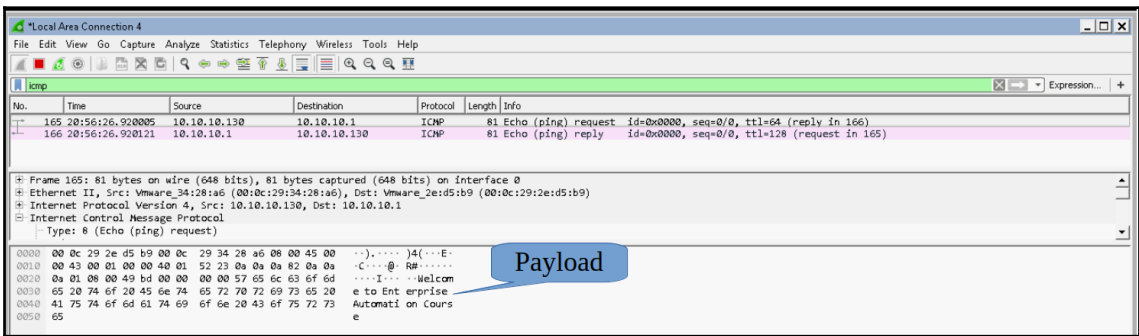 *Local Area Connection 4
File Edit View Go Capture Analyze Statistics Telephony Wireless Tools Help
icmp
Expression... +
No. Time Source Destination Protocol Length Info
165 20:56:26.920005 10.10.10.130 10.10.10.1 ICMP 81 Echo (ping) request id=0x0000, seq=0/0, ttl=64 (reply in 166)
166 20:56:26.920121 10.10.10.1 10.10.10.130 ICMP 81 Echo (ping) reply id=0x0000, seq=0/0, ttl=128 (request in 165)
Frame 165: 81 bytes on wire (648 bits), 81 bytes captured (648 bits) on interface 0
Ethernet II, Src: Vmware_34:28:a6 (00:0c:29:34:28:a6), Dst: Vmware_2e:d5:b9 (00:0c:29:2e:d5:b9)
Internet Protocol Version 4, Src: 10.10.10.130, Dst: 10.10.10.1
Internet Control Message Protocol
Type: 8 (Echo (ping) request)
0000 00 0c 29 2e d5 b9 00 0c 29 34 28 a6 08 00 45 00 ··)····· )4(···E·
0010 00 43 00 01 00 00 40 01 52 23 0a 0a 0a 82 0a 0a ·C····@· R#······
0020 0a 01 08 00 49 bd 00 00 00 00 57 65 6c 63 6f 6d ····I··· ··Welcom
0030 65 20 74 6f 20 45 6e 74 65 72 70 72 69 73 65 20 e to Ent erprise
0040 41 75 74 6f 6d 61 74 69 6f 6e 20 43 6f 75 72 73 Automati on Cours
0050 65 e
Payload